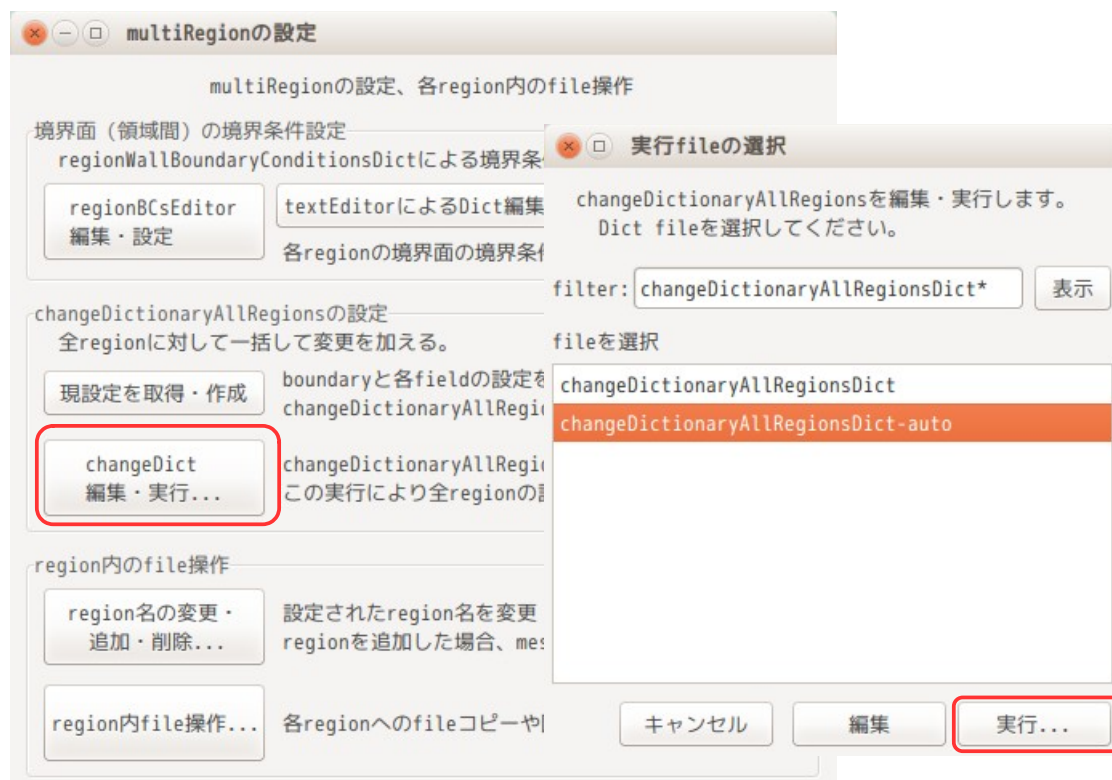 multiRegionの設定
multiRegionの設定、各region内のfile操作
境界面（領域間）の境界条件設定
regionWallBoundaryConditionsDictによる境界条
regionBCsEditor
編集・設定
textEditorによるDict編集
各regionの境界面の境界条
changeDictionaryAllRegionsの設定
全regionに対して一括して変更を加える。
現設定を取得・作成
boundaryと各fieldの設定を
changeDictionaryAllRegi
changeDict
編集・実行...
changeDictionaryAllRegi
この実行により全regionの
region内のfile操作
region名の変更・
追加・削除...
設定されたregion名を変更
regionを追加した場合、me
region内file操作...
各regionへのfileコピーや
実行fileの選択
changeDictionaryAllRegionsを編集・実行します。
Dict fileを選択してください。
filter: changeDictionaryAllRegionsDict* 表示
fileを選択
changeDictionaryAllRegionsDict
changeDictionaryAllRegionsDict-auto
キャンセル 編集 実行...